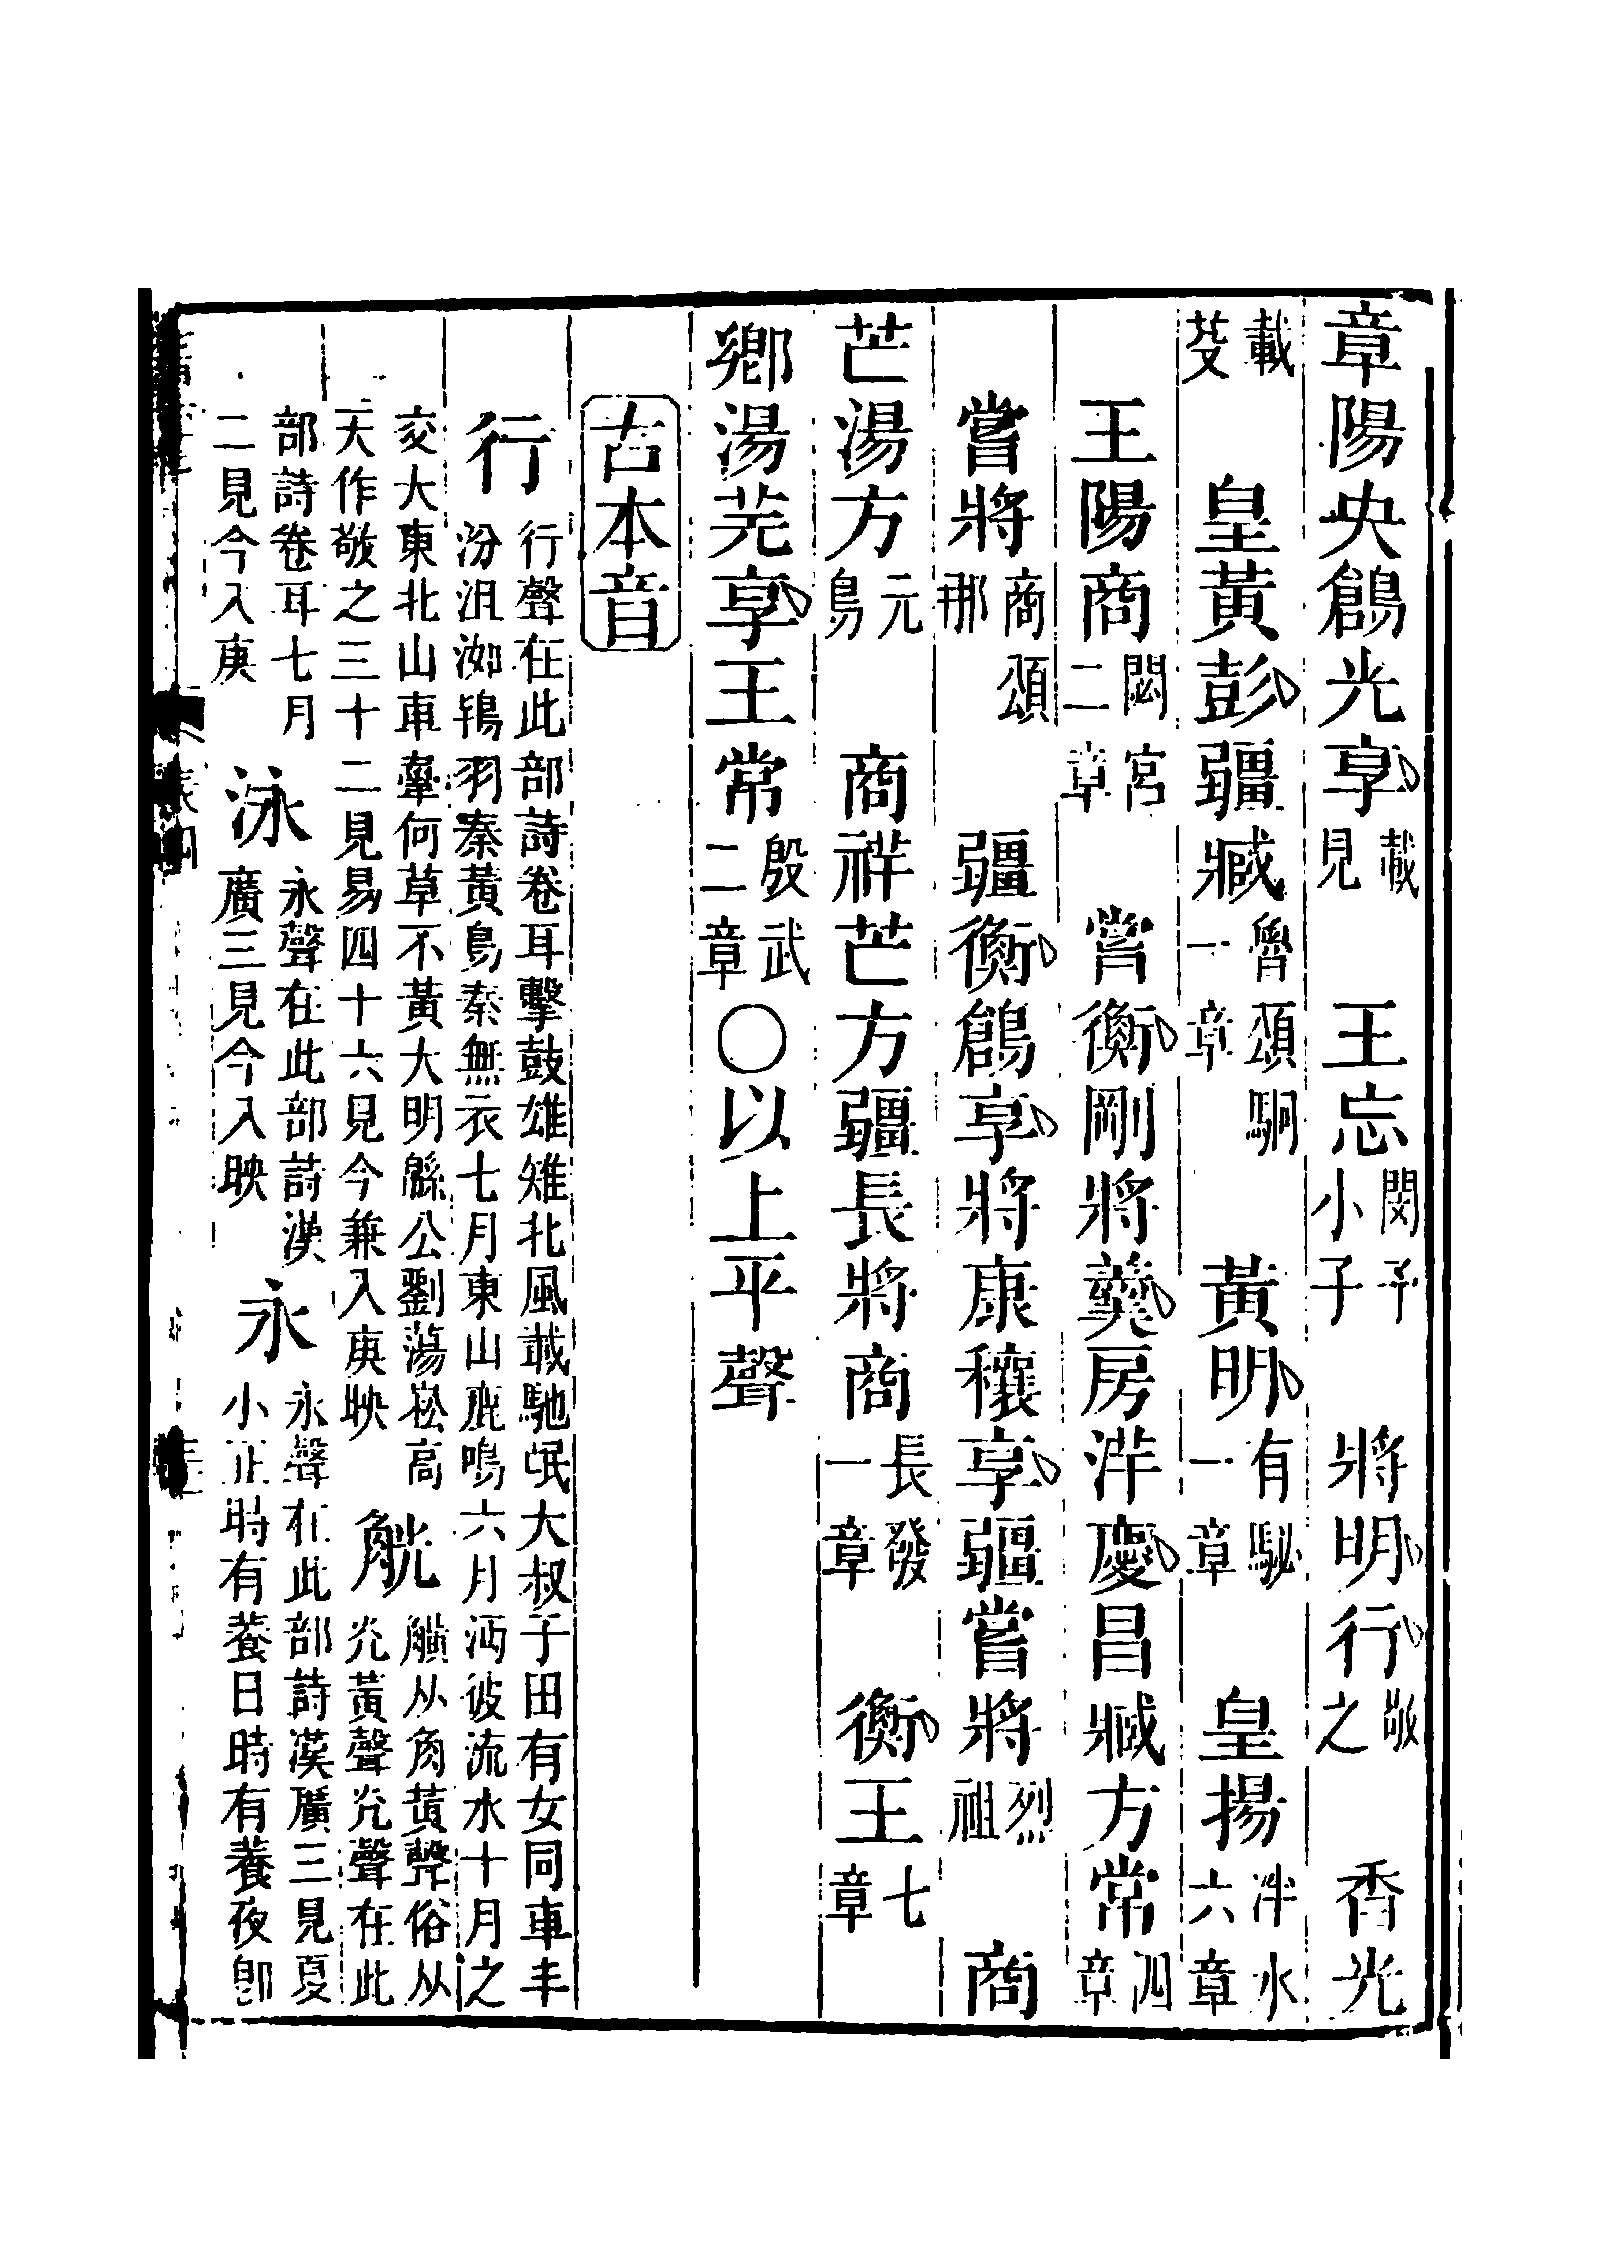 章陽央鶬光享載見　王忘閔予小子　將明行敬之　香光
載芟　皇黃彭疆臧魯頌駉一章　黃明有駜一章　皇揚泮水六章
王陽商閟宮二章　嘗衡剛將羹房洋慶昌臧方常四章
嘗將商頌那　疆衡鶬享將康穰享疆嘗將烈祖　商
芒湯方元鳥　商祥芒方疆長將商長發一章　衡王七章
鄉湯羌享王常殷武二章〇以上平聲
古本音
行行聲在此部詩卷耳擊鼓雄雉北風載馳氓大叔于田有女同車丰汾沮洳鴇羽秦黃鳥秦無衣七月東山鹿鳴六月沔彼流水十月之
交大東北山車舝何草不黃大明緜公劉蕩崧高天作敬之三十二見易四十六見今兼入庚映　觥觵从角黃聲俗从光黃聲光聲在此
部詩卷耳七月二見今入庚　泳永聲在此部詩漢廣三見今入映　永永聲在此部詩漢廣三見夏小正時有養日時有養夜卽